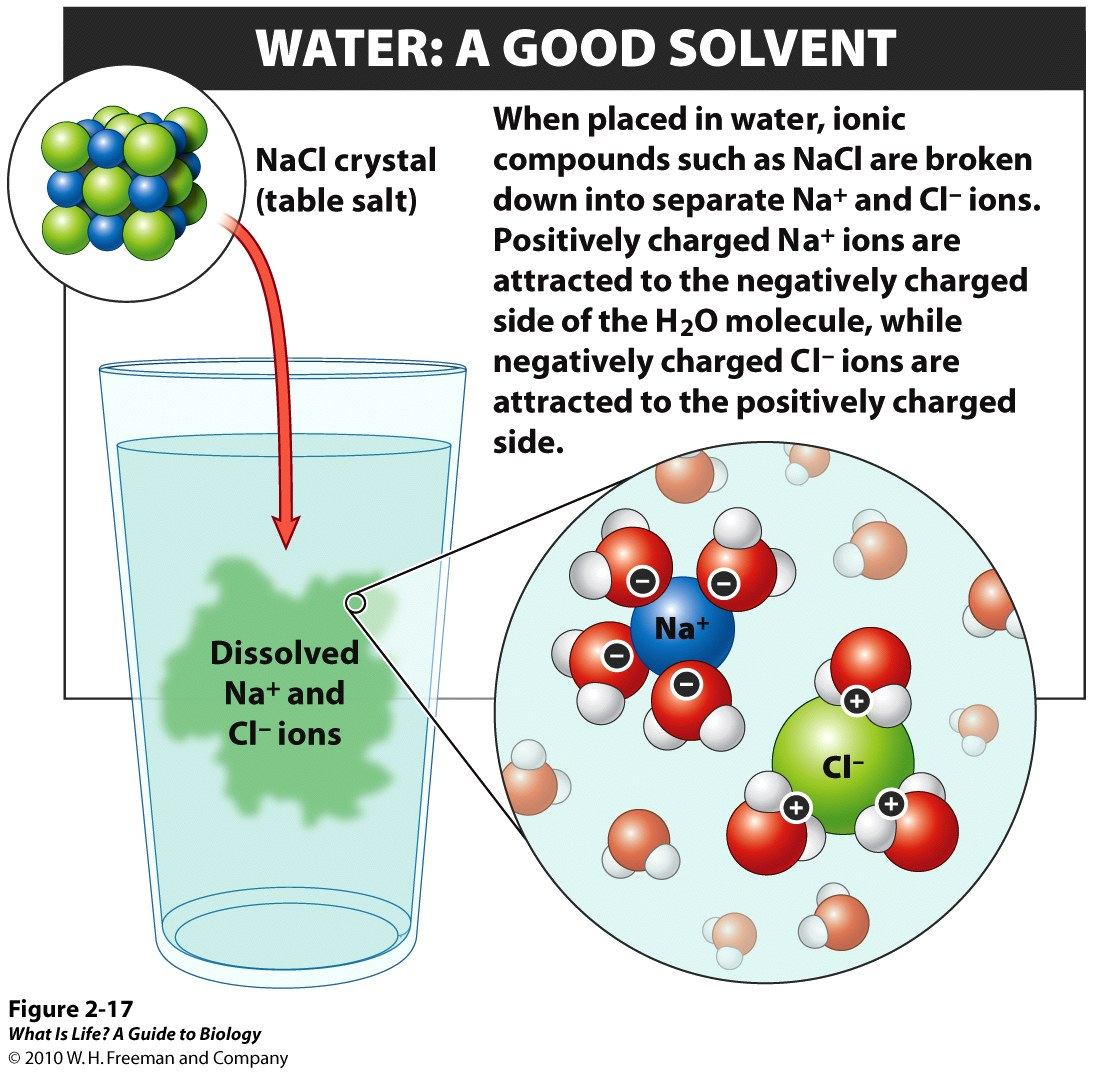 WATER: A GOOD SOLVENT
NaCl crystal
(table salt)
When placed in water, ionic
compounds such as NaCl are broken
down into separate Na⁺ and Cl⁻ ions.
Positively charged Na⁺ ions are
attracted to the negatively charged
side of the H₂O molecule, while
negatively charged Cl⁻ ions are
attracted to the positively charged
side.
Dissolved
Na⁺ and
Cl⁻ ions
−
−
Na⁺
−
−
+
Cl⁻
+
+
Figure 2-17
What Is Life? A Guide to Biology
© 2010 W. H. Freeman and Company